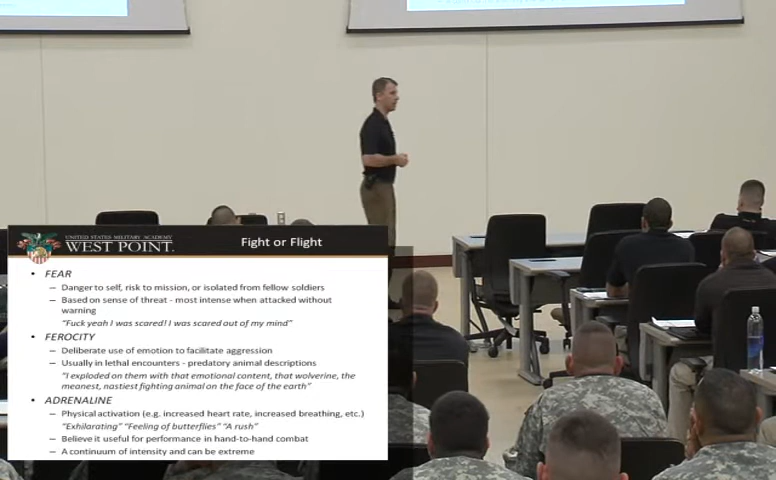 UNITED STATES MILITARY ACADEMY
WEST POINT.
Fight or Flight
• FEAR
– Danger to self, risk to mission, or isolated from fellow soldiers
– Based on sense of threat - most intense when attacked without
warning
"Fuck yeah I was scared! I was scared out of my mind"
• FEROCITY
– Deliberate use of emotion to facilitate aggression
– Usually in lethal encounters - predatory animal descriptions
"I exploded on them with that emotional content, that wolverine, the
meanest, nastiest fighting animal on the face of the earth"
• ADRENALINE
– Physical activation (e.g. increased heart rate, increased breathing, etc.)
"Exhilarating" "Feeling of butterflies" "A rush"
– Believe it useful for performance in hand-to-hand combat
– A continuum of intensity and can be extreme